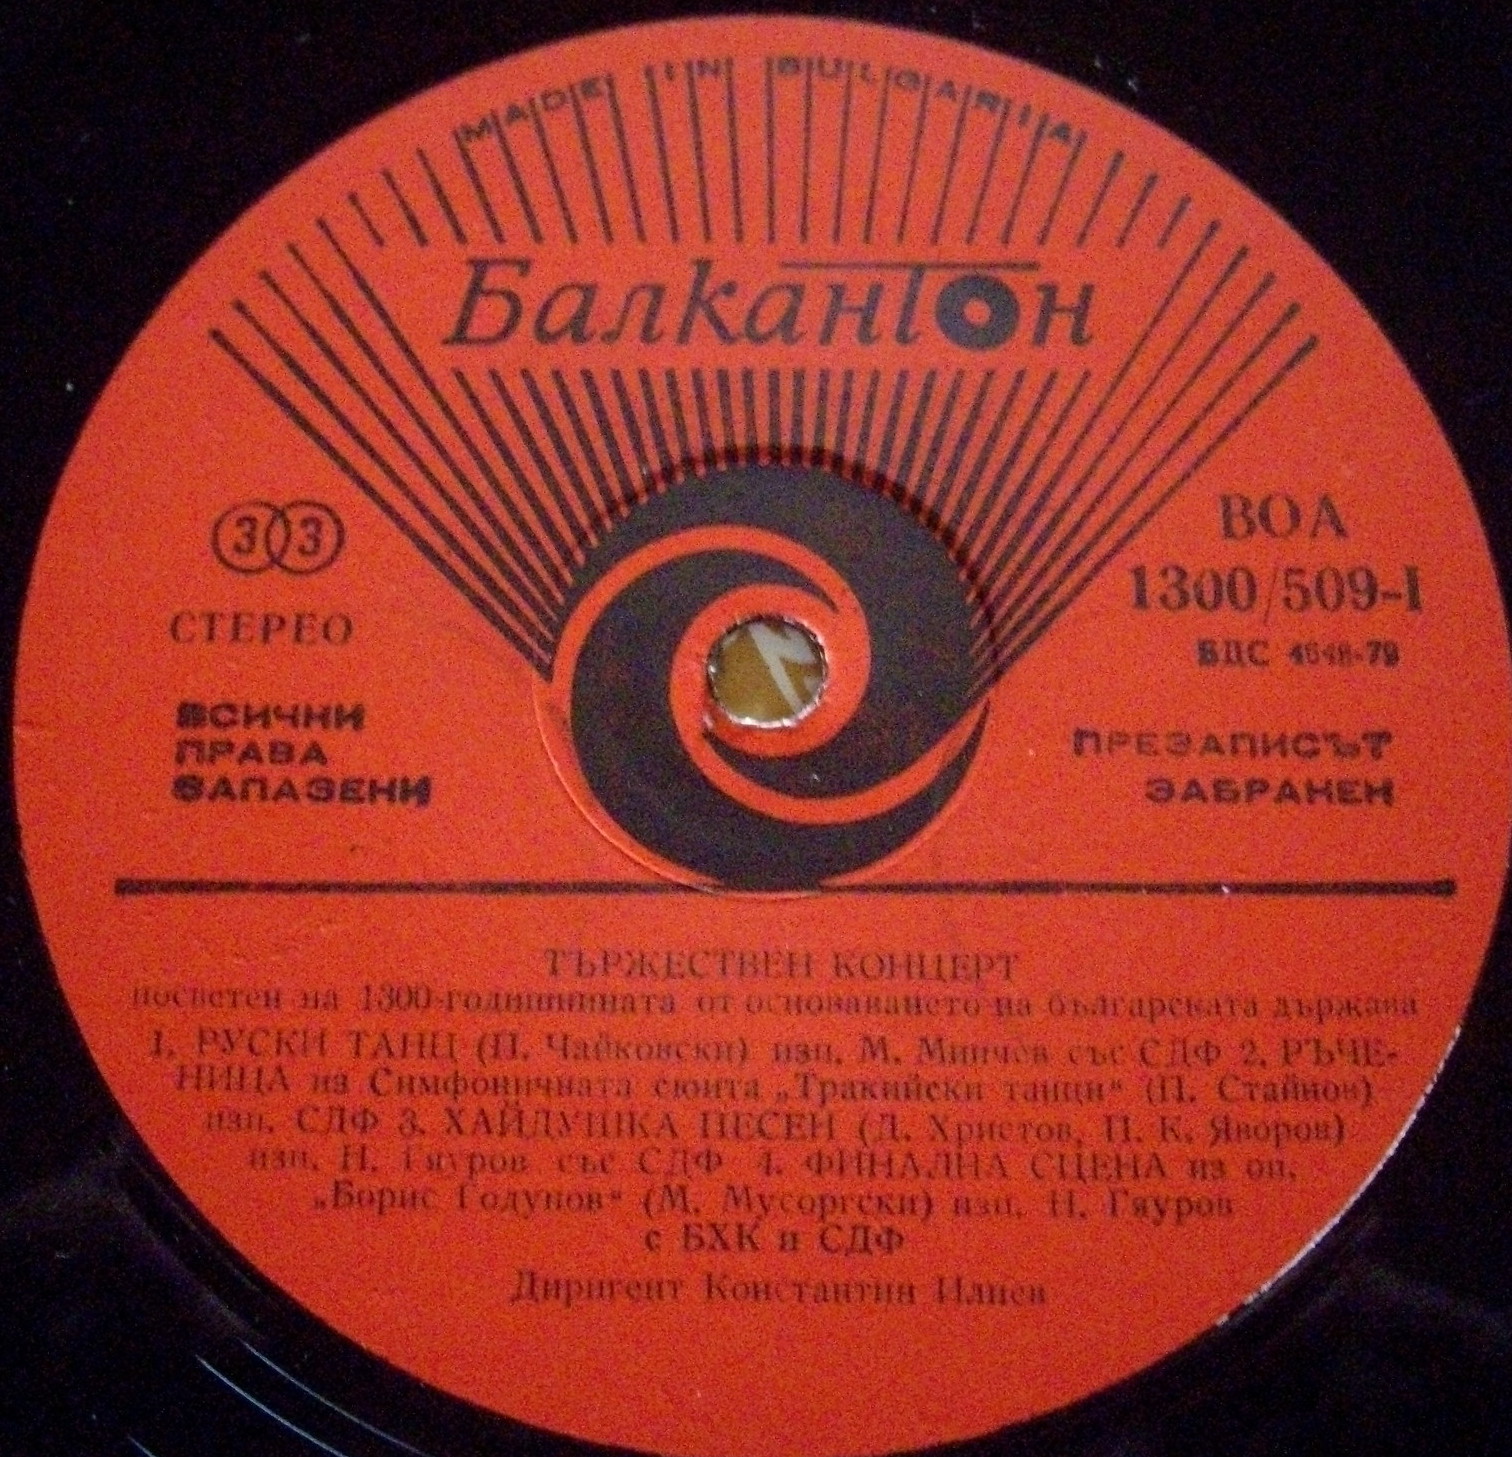 MADE IN BULGARIA
Балкантон
33
СТЕРЕО
ВСИЧНИ
ПРАВА
ЗАПАЗЕНИ
ВОА
1300/509-I
БДС 4648-79
ПРЕЗАПИСЪТ
ЗАБРАНЕН
ТЪРЖЕСТВЕН КОНЦЕРТ
посветен на 1300-годишнината от основаването на българската държава
1. РУСКИ ТАНЦ (П. Чайковски) изп. М. Минчев със СДФ 2. РЪЧЕ-
НИЦА из Симфоничната сюита „Тракийски танци“ (П. Стайнов)
изп. СДФ 3. ХАЙДУШКА ПЕСЕН (Д. Христов, П. К. Яворов)
изп. Н. Гяуров със СДФ 4. ФИНАЛНА СЦЕНА из оп.
„Борис Годунов“ (М. Мусоргски) изп. Н. Гяуров
с БХК и СДФ
Диригент Константин Илиев